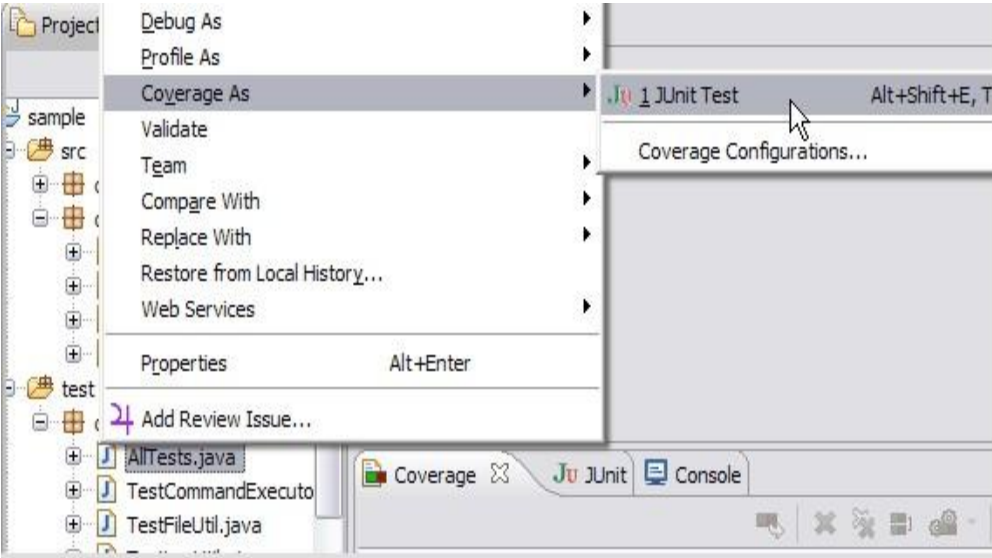 Project
Debug As
Profile As
Coverage As
Validate
Team
Compare With
Replace With
Restore from Local History...
Web Services
Properties Alt+Enter
Add Review Issue...
Ju 1 JUnit Test Alt+Shift+E, T
Coverage Configurations...
sample
src
test
AllTests.java
TestCommandExecuto
TestFileUtil.java
Coverage
Ju JUnit
Console